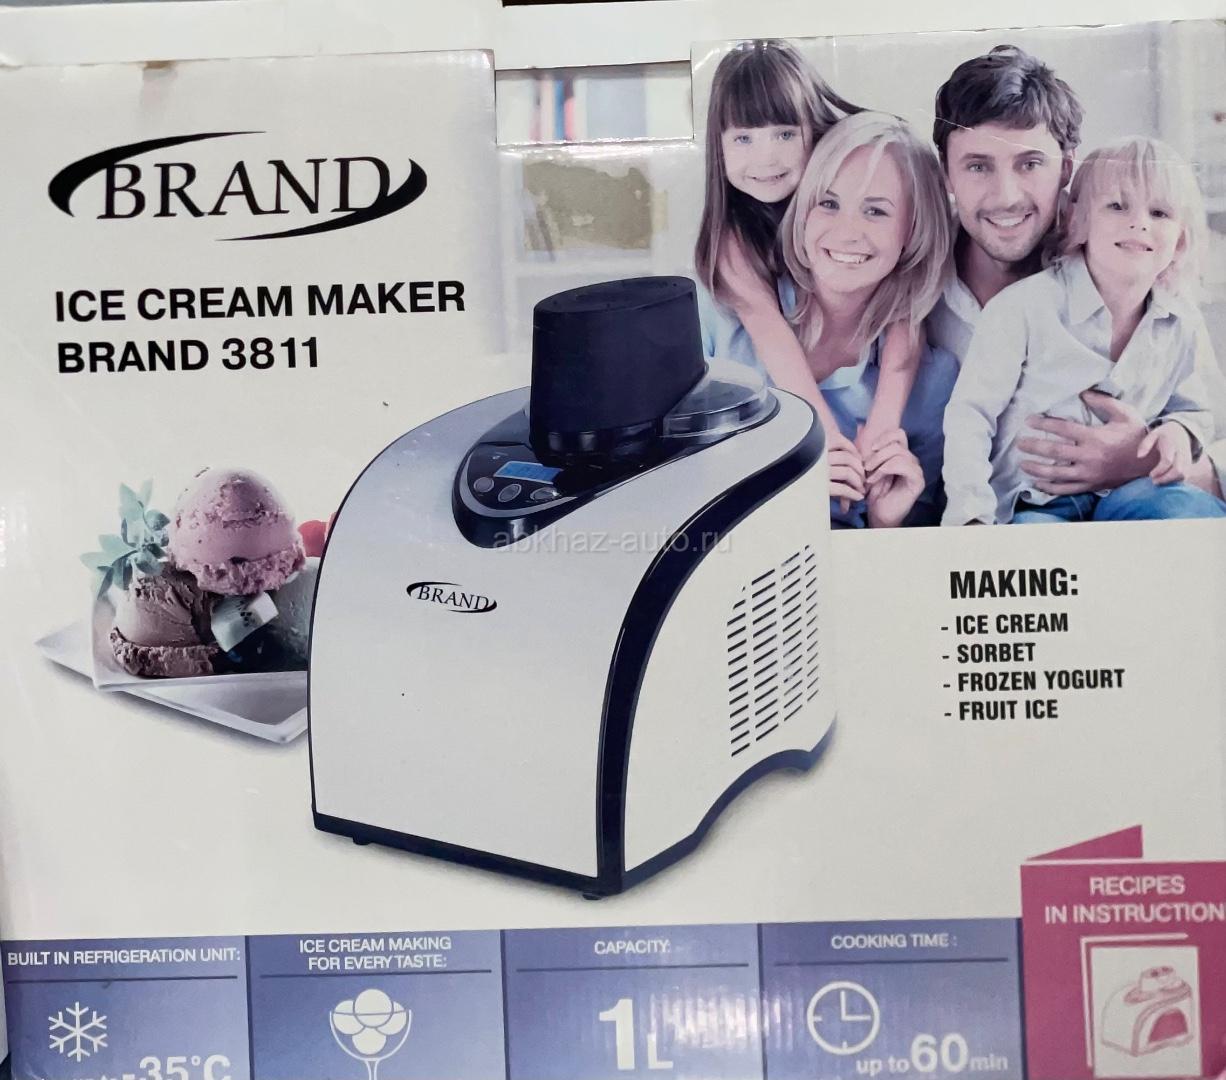 BRAND
ICE CREAM MAKER
BRAND 3811
abkhaz-auto.ru
BRAND
MAKING:
- ICE CREAM
- SORBET
- FROZEN YOGURT
- FRUIT ICE
RECIPES
IN INSTRUCTION
BUILT IN REFRIGERATION UNIT:
-35°C
ICE CREAM MAKING
FOR EVERY TASTE:
CAPACITY:
1L
COOKING TIME :
up to 60 min